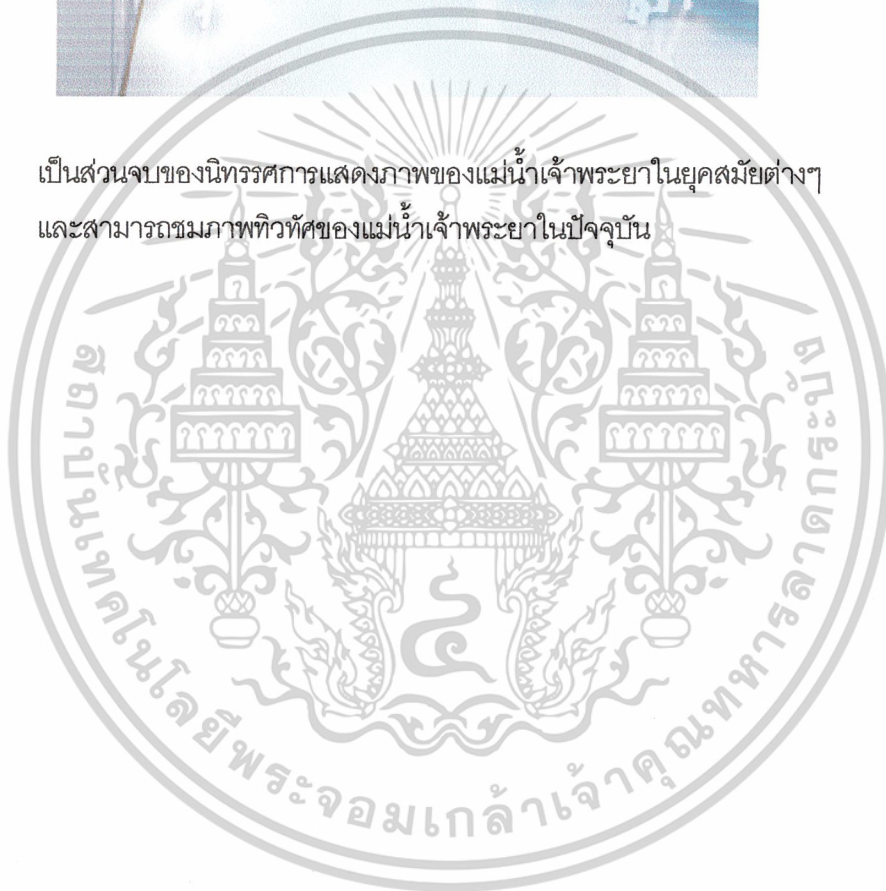 เป็นส่วนจบของนิทรรศการแสดงภาพของแม่น้ำเจ้าพระยาในยุคสมัยต่างๆ
และสามารถชมภาพทิวทัศของแม่น้ำเจ้าพระยาในปัจจุบัน
สถาบันเทคโนโลยีพระจอมเกล้าเจ้าคุณทหารลาดกระบัง
๔